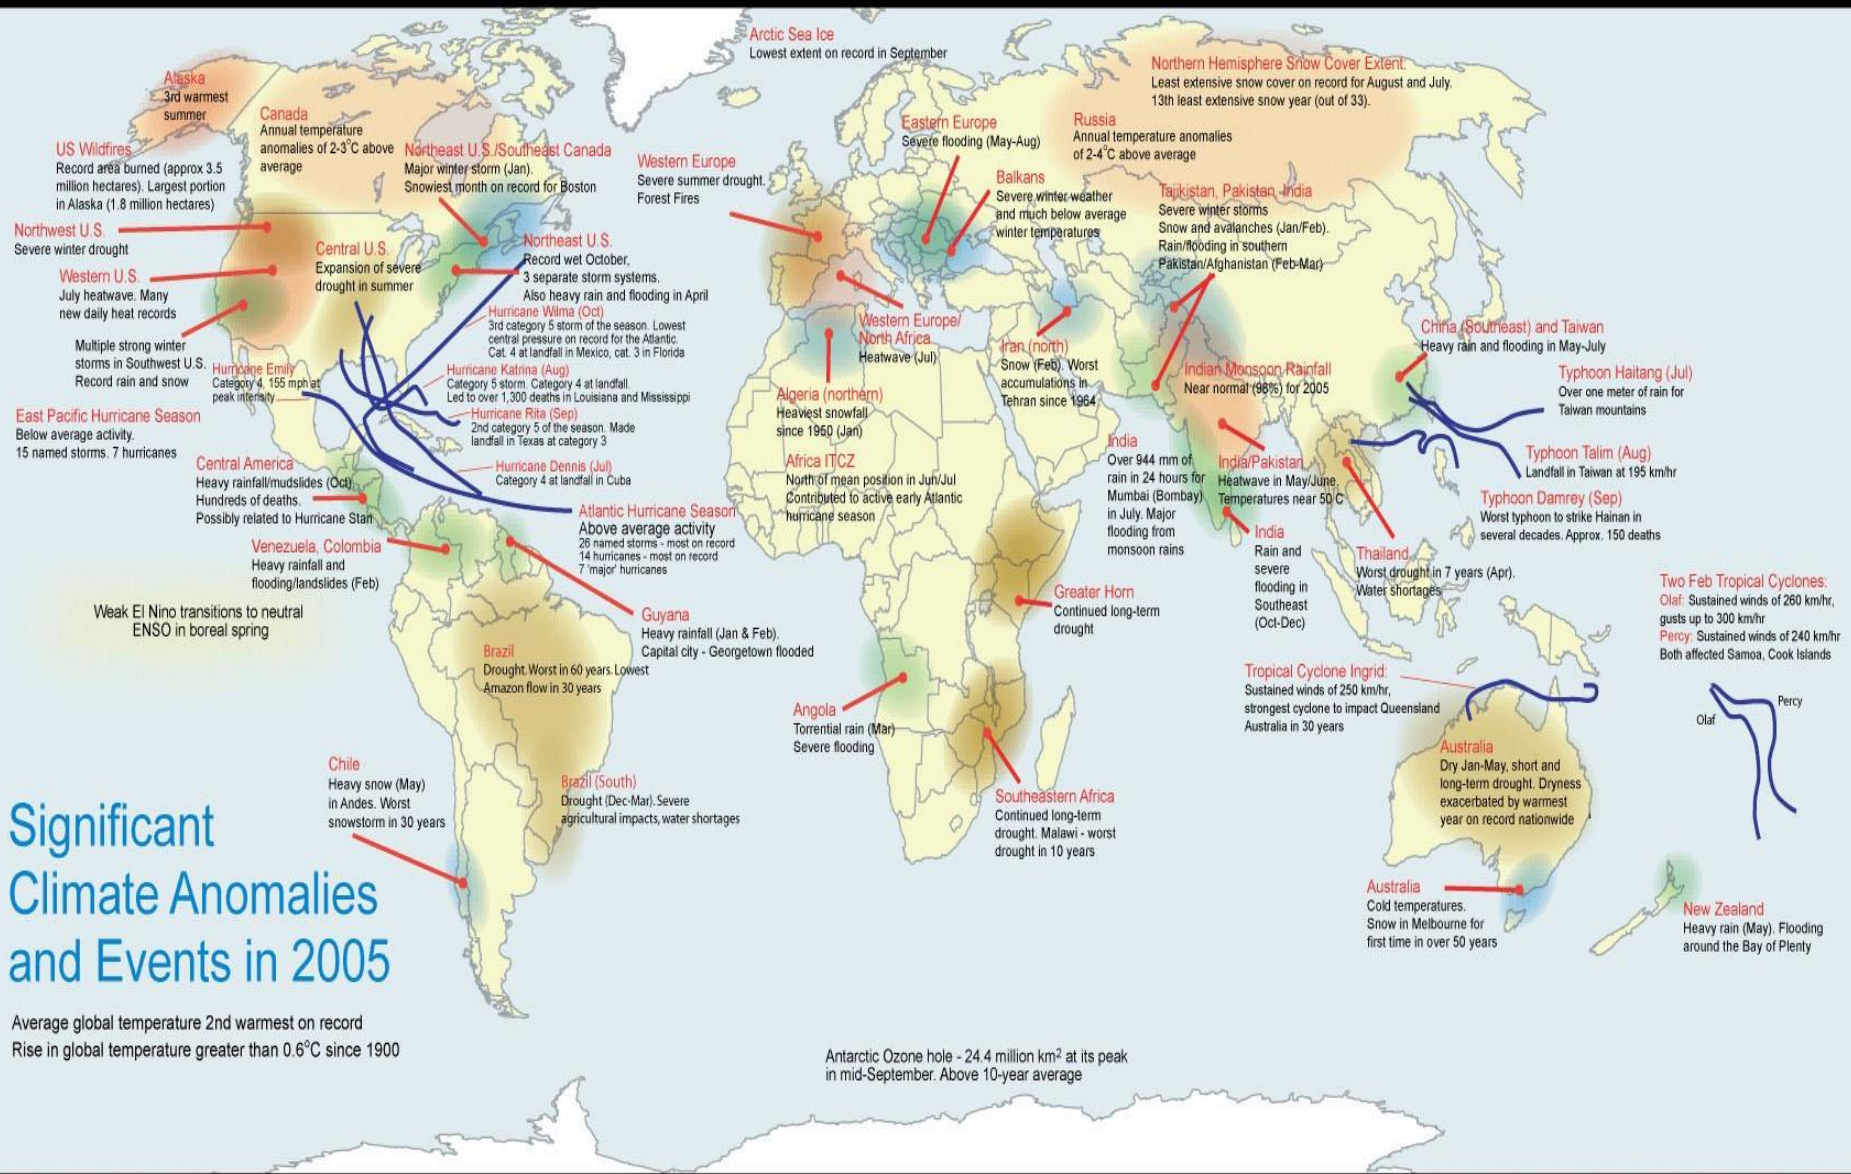 Arctic Sea Ice
Lowest extent on record in September
Northern Hemisphere Snow Cover Extent:
Least extensive snow cover on record for August and July.
13th least extensive snow year (out of 33).
Alaska
3rd warmest
summer
Canada
Annual temperature
anomalies of 2-3°C above
average
US Wildfires
Record area burned (approx 3.5
million hectares). Largest portion
in Alaska (1.8 million hectares)
Northeast U.S./Southeast Canada
Major winter storm (Jan).
Snowiest month on record for Boston
Western Europe
Severe summer drought.
Forest Fires
Eastern Europe
Severe flooding (May-Aug)
Russia
Annual temperature anomalies
of 2-4°C above average
Balkans
Severe winter weather
and much below average
winter temperatures
Tajikistan, Pakistan, India
Severe winter storms
Snow and avalanches (Jan/Feb).
Rain/flooding in southern
Pakistan/Afghanistan (Feb-Mar)
Northwest U.S.
Severe winter drought
Western U.S.
July heatwave. Many
new daily heat records
Central U.S.
Expansion of severe
drought in summer
Northeast U.S.
Record wet October,
3 separate storm systems.
Also heavy rain and flooding in April
Multiple strong winter
storms in Southwest U.S.
Record rain and snow
Hurricane Wilma (Oct)
3rd category 5 storm of the season. Lowest
central pressure on record for the Atlantic.
Cat. 4 at landfall in Mexico, cat. 3 in Florida
Hurricane Emily
Category 4, 155 mph at
peak intensity
Hurricane Katrina (Aug)
Category 5 storm. Category 4 at landfall.
Led to over 1,300 deaths in Louisiana and Mississippi
Hurricane Rita (Sep)
2nd category 5 of the season. Made
landfall in Texas at category 3
Hurricane Dennis (Jul)
Category 4 at landfall in Cuba
East Pacific Hurricane Season
Below average activity.
15 named storms. 7 hurricanes
Central America
Heavy rainfall/mudslides (Oct).
Hundreds of deaths.
Possibly related to Hurricane Stan
Atlantic Hurricane Season
Above average activity
26 named storms - most on record
14 hurricanes - most on record
7 'major' hurricanes
Venezuela, Colombia
Heavy rainfall and
flooding/landslides (Feb)
Weak El Nino transitions to neutral
ENSO in boreal spring
Guyana
Heavy rainfall (Jan & Feb).
Capital city - Georgetown flooded
Brazil
Drought. Worst in 60 years. Lowest
Amazon flow in 30 years
Brazil (South)
Drought (Dec-Mar). Severe
agricultural impacts, water shortages
Chile
Heavy snow (May)
in Andes. Worst
snowstorm in 30 years
Western Europe/
North Africa
Heatwave (Jul)
Algeria (northern)
Heaviest snowfall
since 1950 (Jan)
Africa ITCZ
North of mean position in Jun/Jul
Contributed to active early Atlantic
hurricane season
Iran (north)
Snow (Feb). Worst
accumulations in
Tehran since 1964
Indian Monsoon Rainfall
Near normal (98%) for 2005
India
Over 944 mm of
rain in 24 hours for
Mumbai (Bombay)
in July. Major
flooding from
monsoon rains
India/Pakistan
Heatwave in May/June.
Temperatures near 50 C
India
Rain and
severe
flooding in
Southeast
(Oct-Dec)
China (Southeast) and Taiwan
Heavy rain and flooding in May-July
Typhoon Haitang (Jul)
Over one meter of rain for
Taiwan mountains
Typhoon Talim (Aug)
Landfall in Taiwan at 195 km/hr
Typhoon Damrey (Sep)
Worst typhoon to strike Hainan in
several decades. Approx. 150 deaths
Thailand
Worst drought in 7 years (Apr).
Water shortages
Greater Horn
Continued long-term
drought
Angola
Torrential rain (Mar)
Severe flooding
Southeastern Africa
Continued long-term
drought. Malawi - worst
drought in 10 years
Two Feb Tropical Cyclones:
Olaf: Sustained winds of 260 km/hr,
gusts up to 300 km/hr
Percy: Sustained winds of 240 km/hr
Both affected Samoa, Cook Islands
Percy
Olaf
Tropical Cyclone Ingrid:
Sustained winds of 250 km/hr,
strongest cyclone to impact Queensland
Australia in 30 years
Australia
Dry Jan-May, short and
long-term drought. Dryness
exacerbated by warmest
year on record nationwide
Australia
Cold temperatures.
Snow in Melbourne for
first time in over 50 years
New Zealand
Heavy rain (May). Flooding
around the Bay of Plenty
Significant
Climate Anomalies
and Events in 2005
Average global temperature 2nd warmest on record
Rise in global temperature greater than 0.6°C since 1900
Antarctic Ozone hole - 24.4 million km² at its peak
in mid-September. Above 10-year average